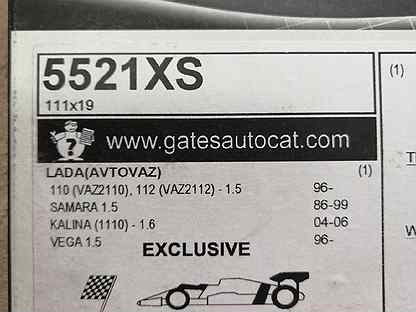 5521XS
111x19
(1)
www.gatesautocat.com
LADA(AVTOVAZ) (1)
110 (VAZ2110), 112 (VAZ2112) - 1.5 96-
SAMARA 1.5 86-99
KALINA (1110) - 1.6 04-06
VEGA 1.5 96-
EXCLUSIVE